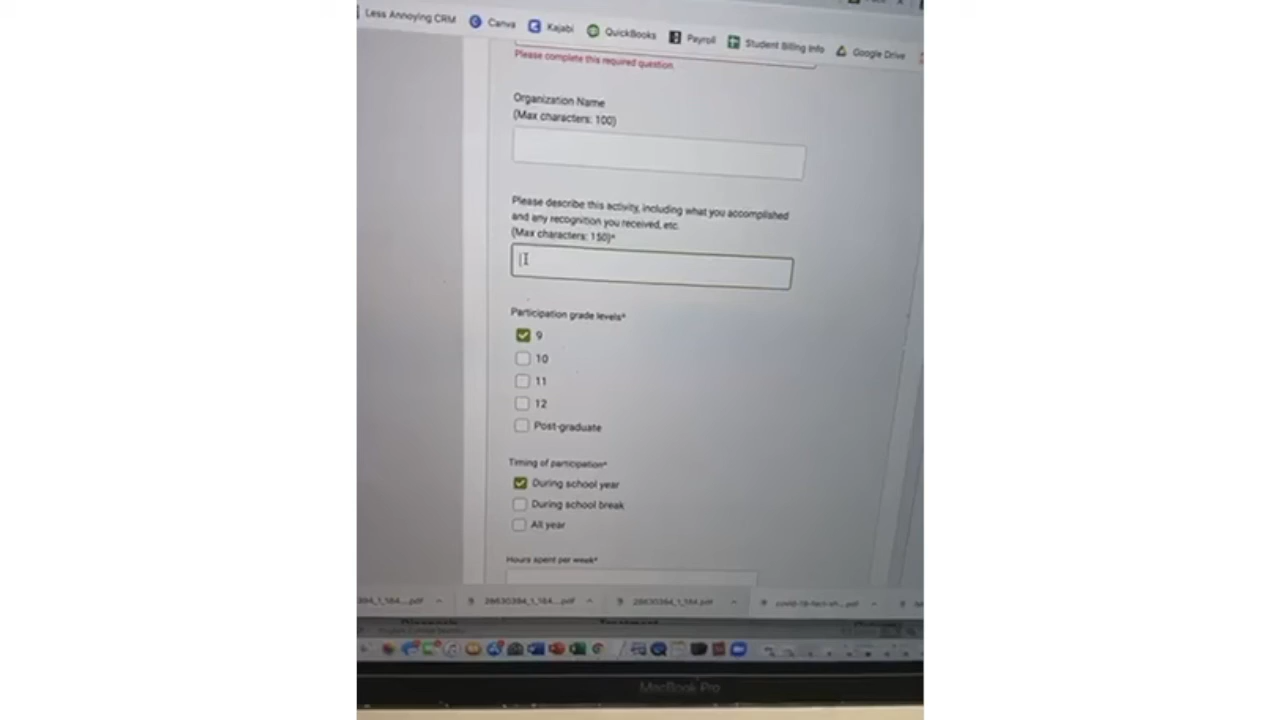 Less Annoying CRM Canva Kajabi QuickBooks Payroll Student Billing Info Google Drive
Please complete this required question.
Organization Name
(Max characters: 100)
Please describe this activity, including what you accomplished
and any recognition you received, etc.
(Max characters: 150)*
Participation grade levels*
9
10
11
12
Post-graduate
Timing of participation*
During school year
During school break
All year
Hours spent per week*
MacBook Pro